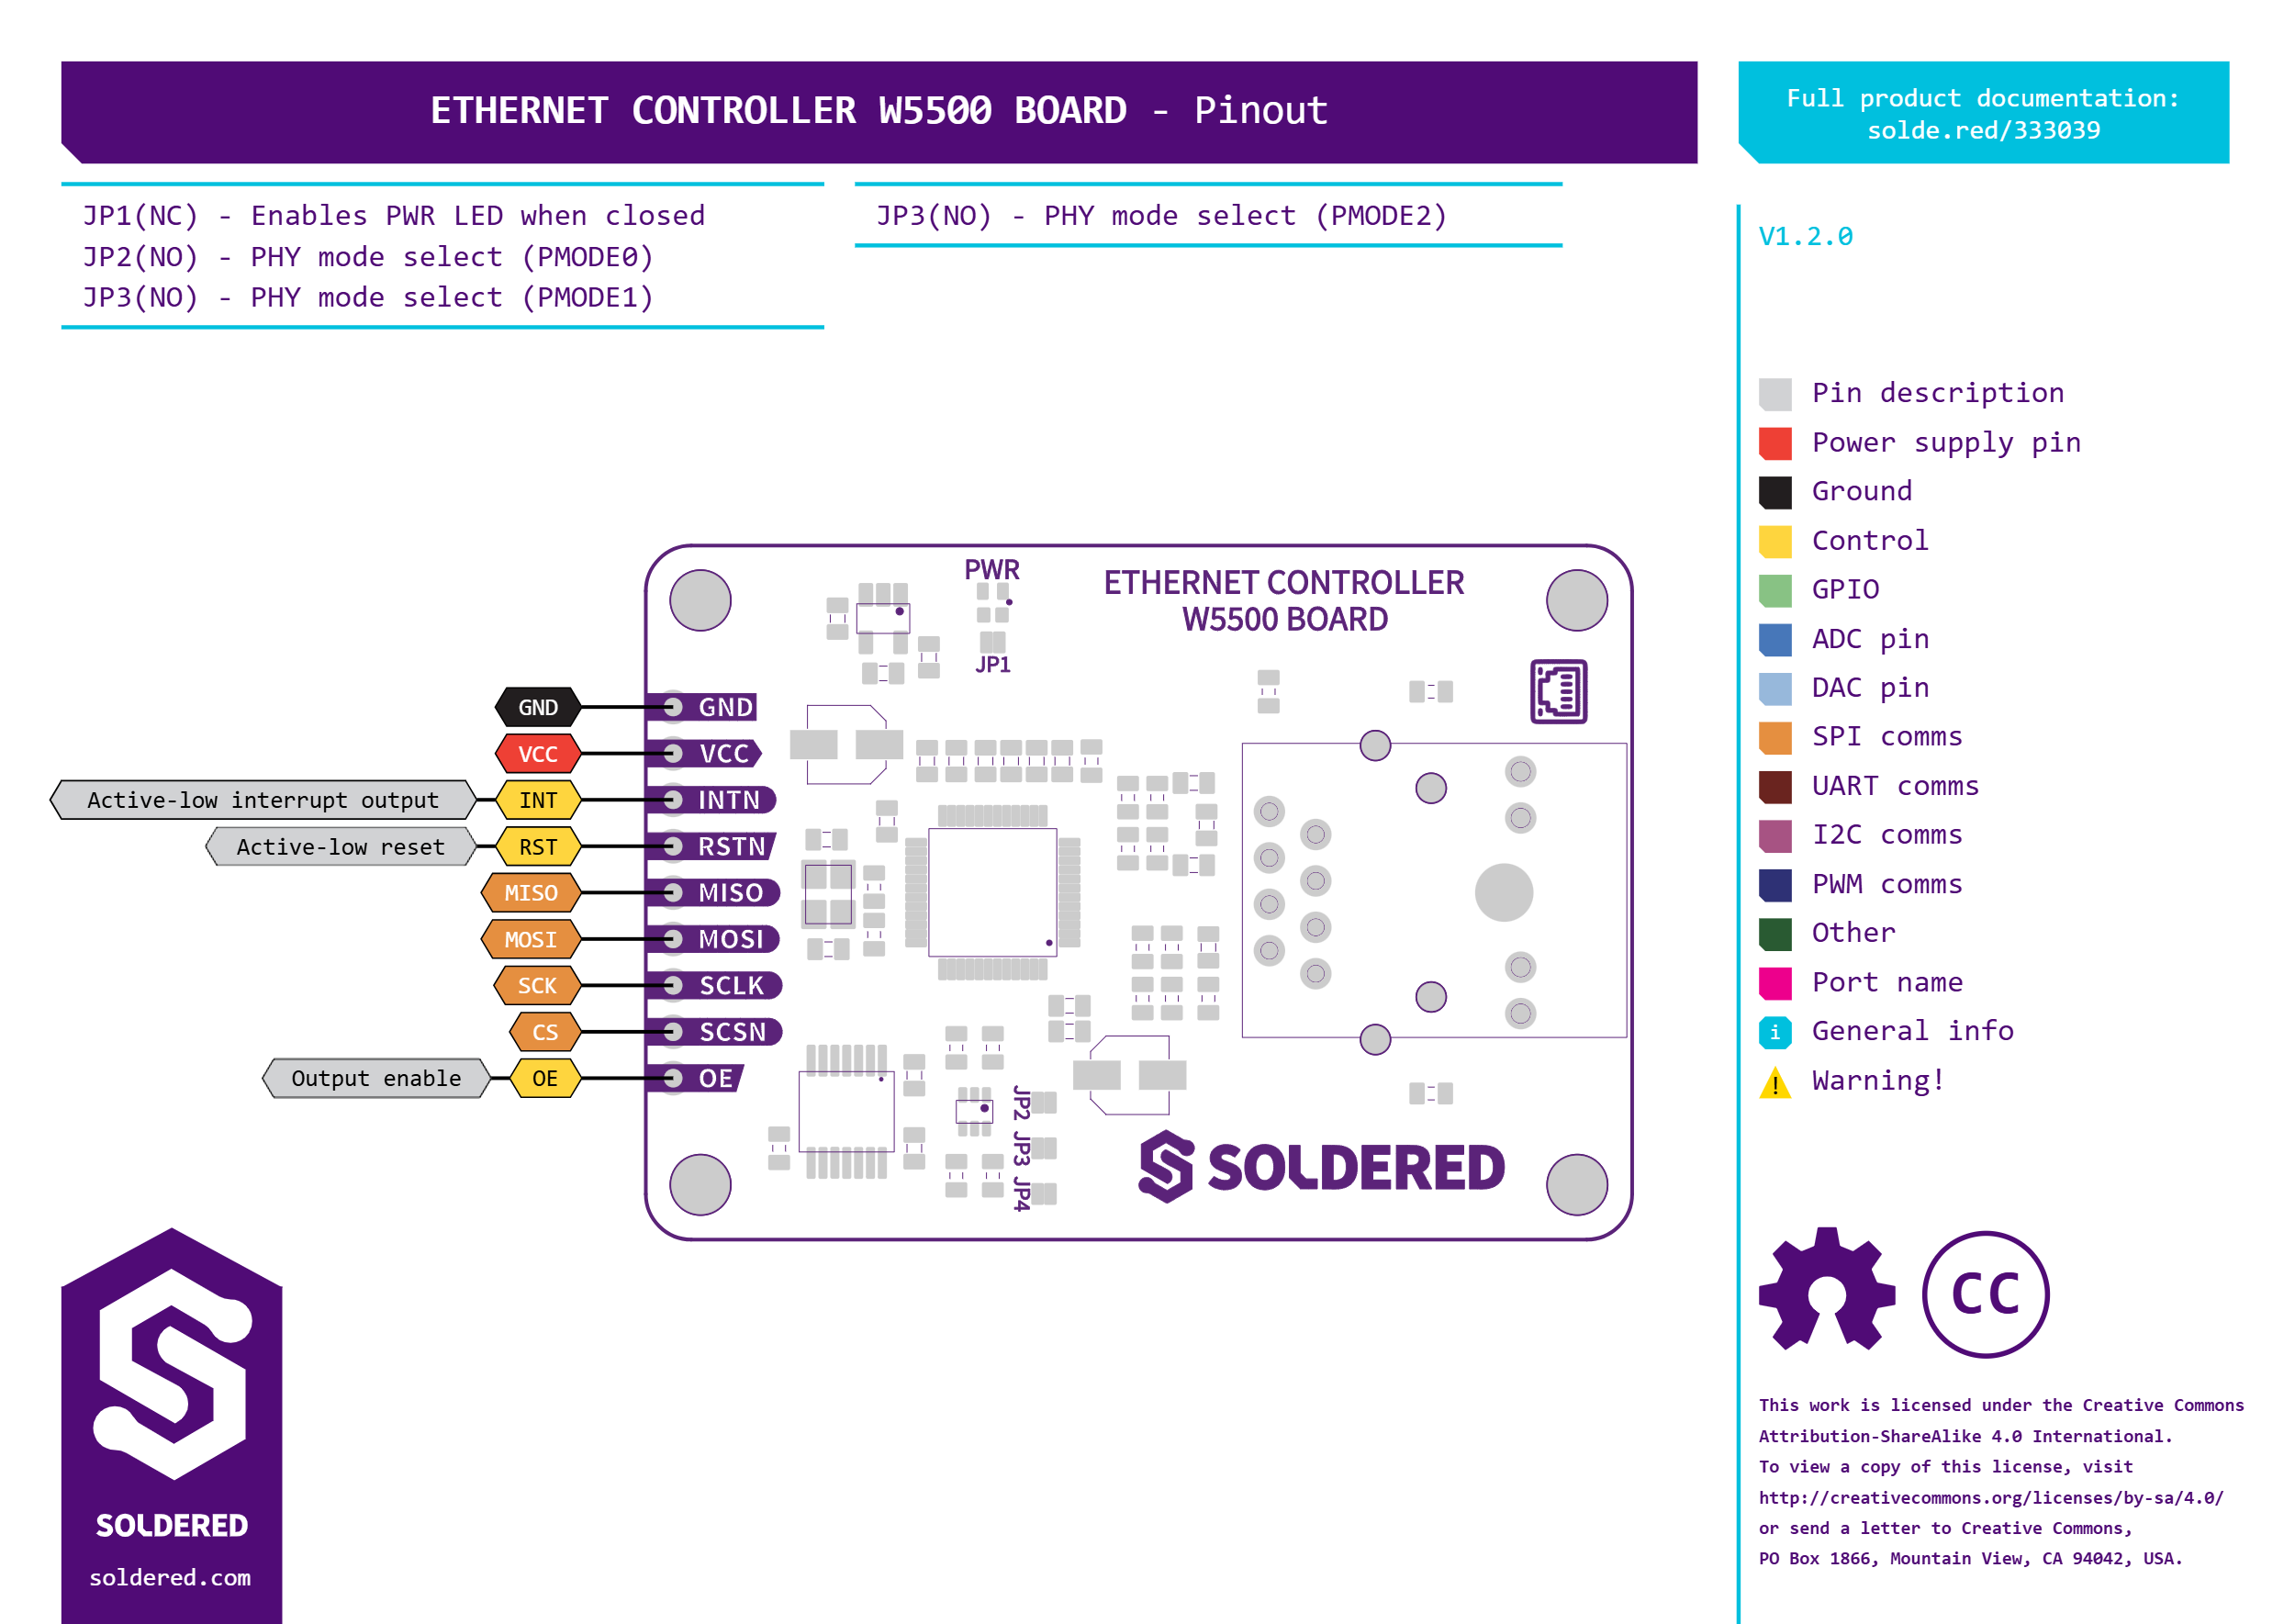 ETHERNET CONTROLLER W5500 BOARD - Pinout
Full product documentation:
solde.red/333039
JP1(NC) - Enables PWR LED when closed
JP2(NO) - PHY mode select (PMODE0)
JP3(NO) - PHY mode select (PMODE1)
JP3(NO) - PHY mode select (PMODE2)
V1.2.0
Pin description
Power supply pin
Ground
Control
GPIO
ADC pin
DAC pin
SPI comms
UART comms
I2C comms
PWM comms
Other
Port name
i General info
! Warning!
PWR
JP1
ETHERNET CONTROLLER
W5500 BOARD
GND GND
VCC VCC
Active-low interrupt output INT INTN
Active-low reset RST RSTN
MISO MISO
MOSI MOSI
SCK SCLK
CS SCSN
Output enable OE OE
JP2 JP3 JP4
SOLDERED
SOLDERED
soldered.com
CC
This work is licensed under the Creative Commons
Attribution-ShareAlike 4.0 International.
To view a copy of this license, visit
http://creativecommons.org/licenses/by-sa/4.0/
or send a letter to Creative Commons,
PO Box 1866, Mountain View, CA 94042, USA.